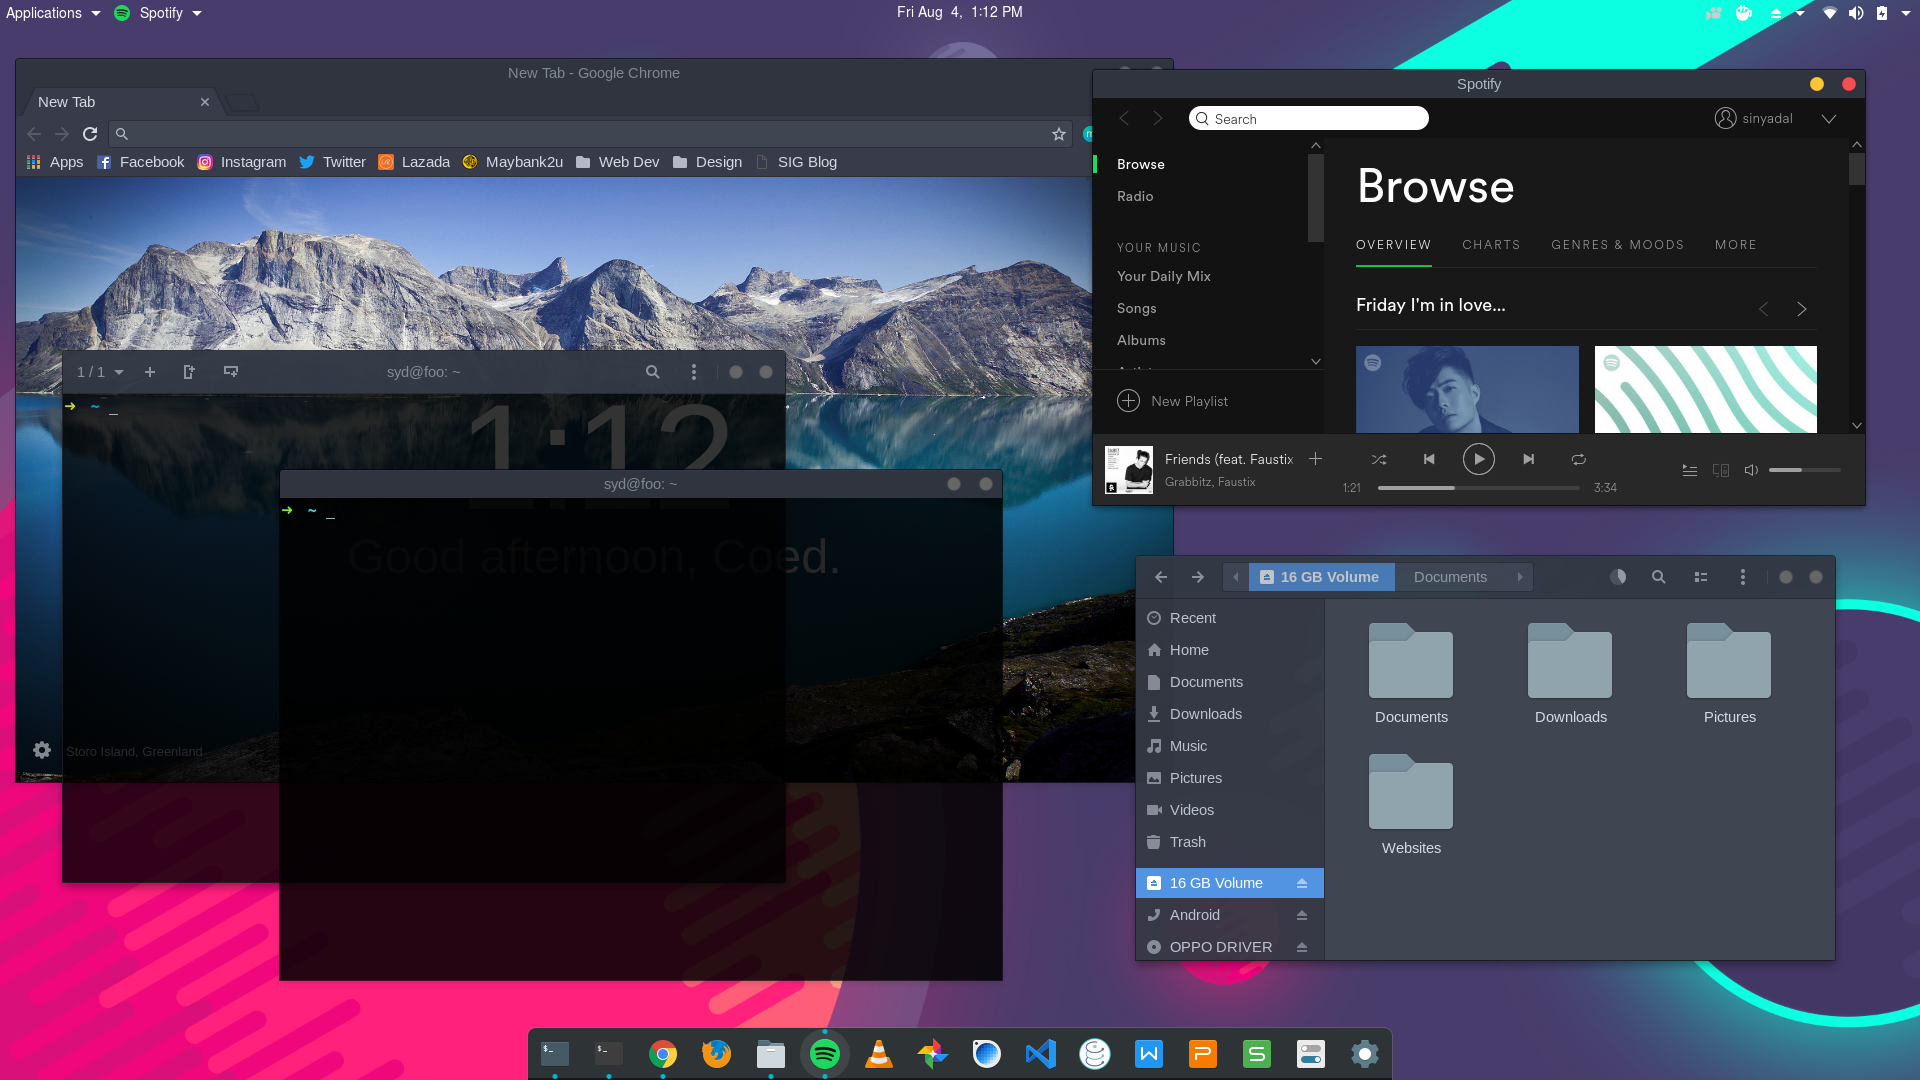 Applications Spotify Fri Aug 4, 1:12 PM
New Tab - Google Chrome
New Tab
Apps Facebook Instagram Twitter Lazada Maybank2u Web Dev Design SIG Blog
1 / 1 syd@foo: ~
➜ ~ _
1:12
syd@foo: ~
➜ ~ _
Good afternoon, Coed.
Storo Island, Greenland
Spotify
Search
sinyadal
Browse
Radio
YOUR MUSIC
Your Daily Mix
Songs
Albums
New Playlist
Browse
OVERVIEW CHARTS GENRES & MOODS MORE
Friday I'm in love...
Friends (feat. Faustix
Grabbitz, Faustix
1:21 3:34
16 GB Volume Documents
Recent
Home
Documents
Downloads
Music
Pictures
Videos
Trash
16 GB Volume
Android
OPPO DRIVER
Documents Downloads Pictures
Websites
$_ $_ W P S